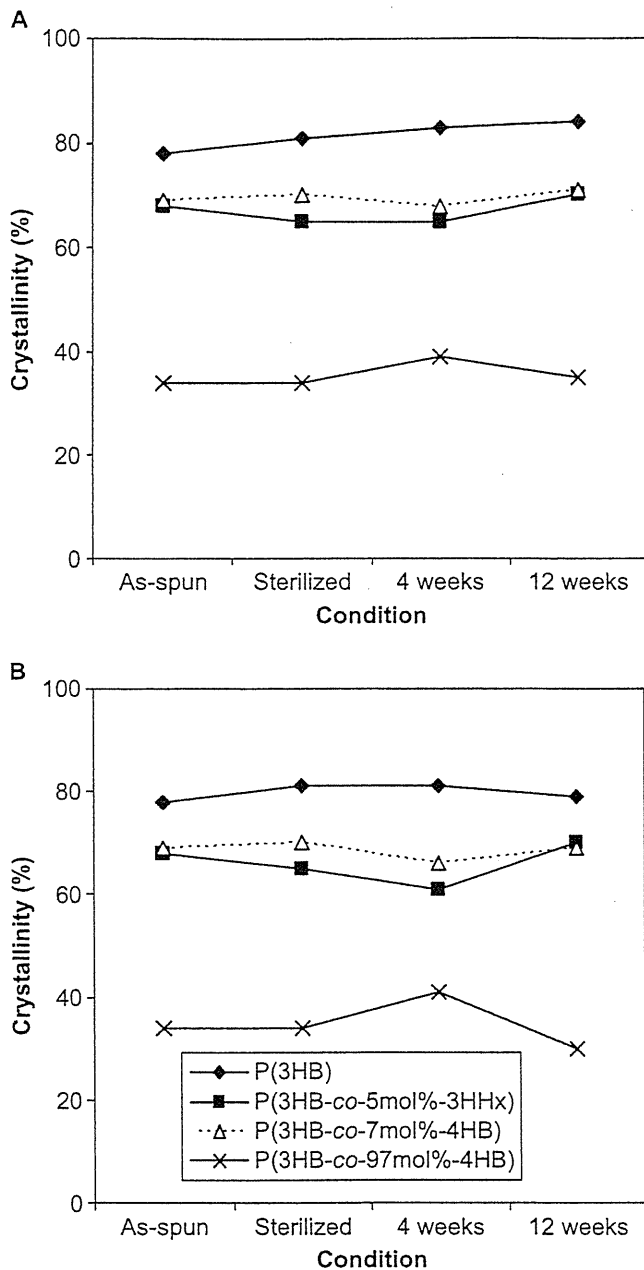 A
100
80
60
40
20
0
Crystallinity (%)
As-spun Sterilized 4 weeks 12 weeks
Condition
B
100
80
60
40
20
0
Crystallinity (%)
P(3HB)
P(3HB-co-5mol%-3HHx)
P(3HB-co-7mol%-4HB)
P(3HB-co-97mol%-4HB)
As-spun Sterilized 4 weeks 12 weeks
Condition